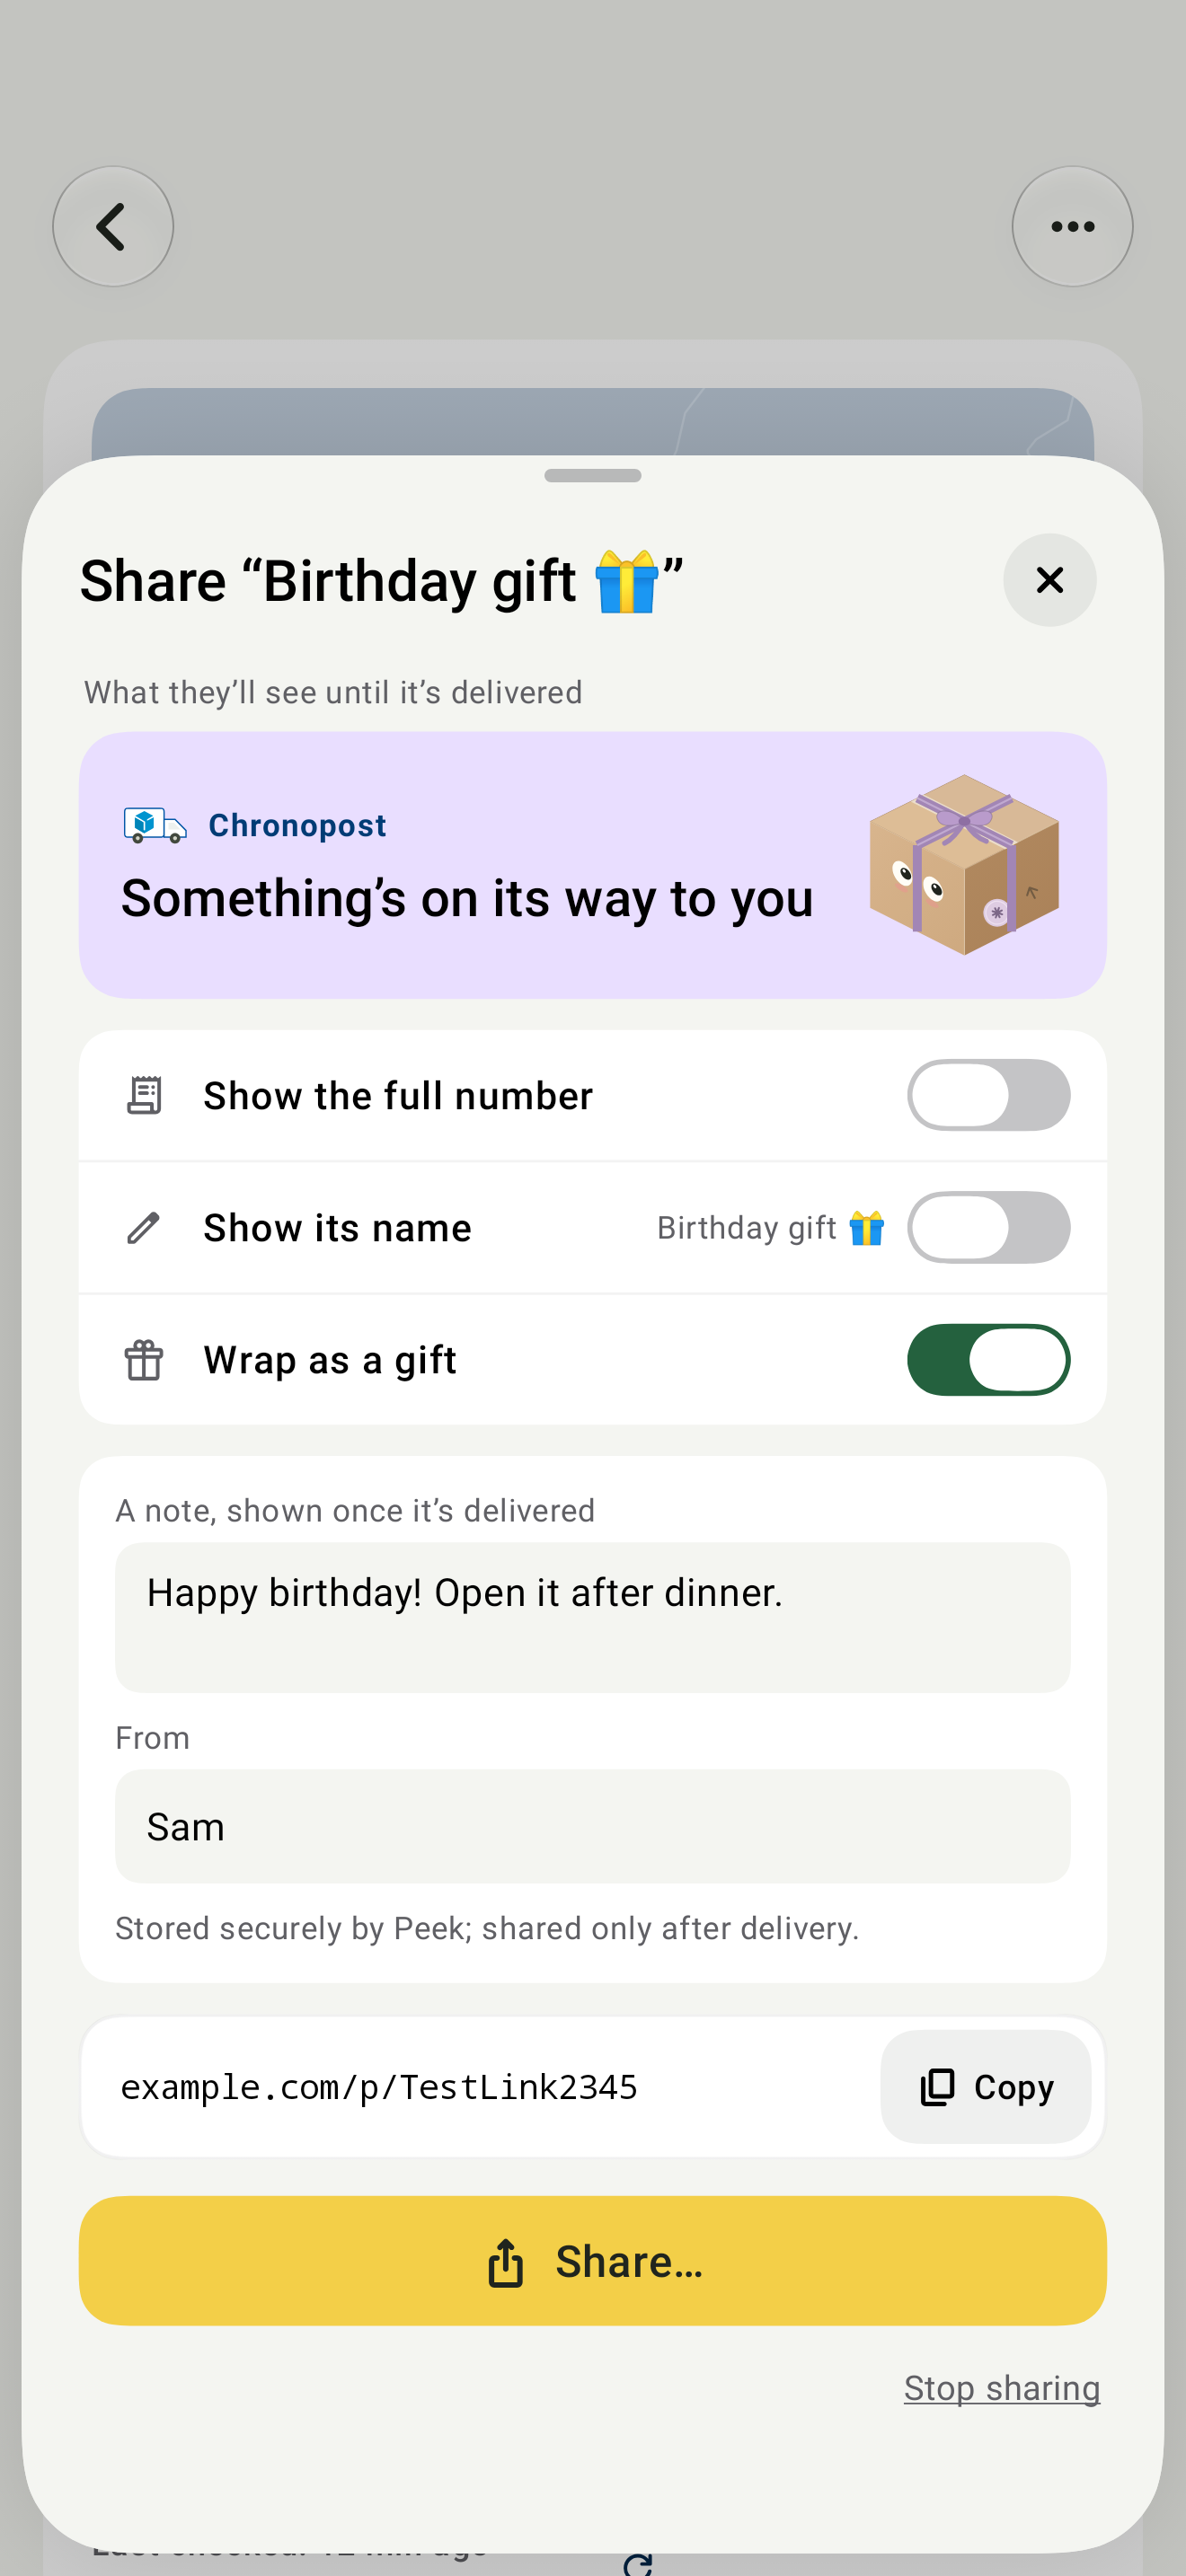 Share “Birthday gift 🎁”
What they’ll see until it’s delivered
Chronopost
Something’s on its way to you
Show the full number
Show its name Birthday gift 🎁
Wrap as a gift
A note, shown once it’s delivered
Happy birthday! Open it after dinner.
From
Sam
Stored securely by Peek; shared only after delivery.
example.com/p/TestLink2345 Copy
Share…
Stop sharing